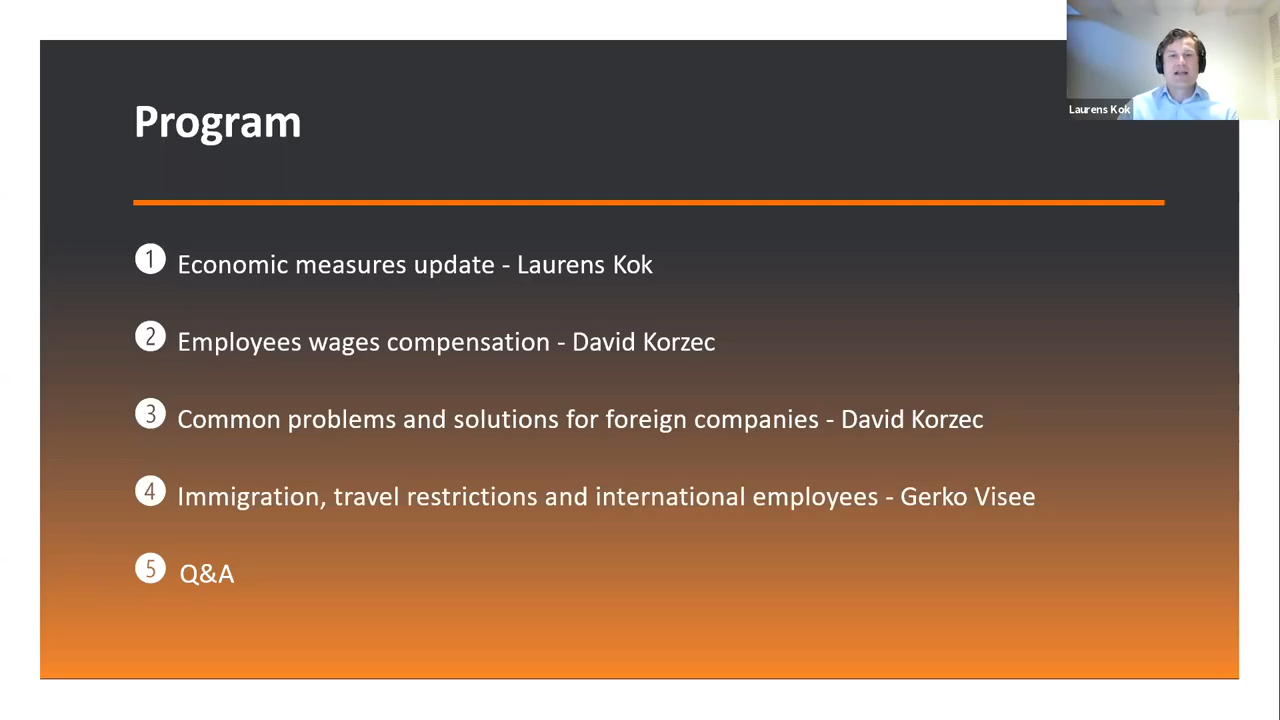 Laurens Kok
Program
1 Economic measures update - Laurens Kok
2 Employees wages compensation - David Korzec
3 Common problems and solutions for foreign companies - David Korzec
4 Immigration, travel restrictions and international employees - Gerko Visee
5 Q&A